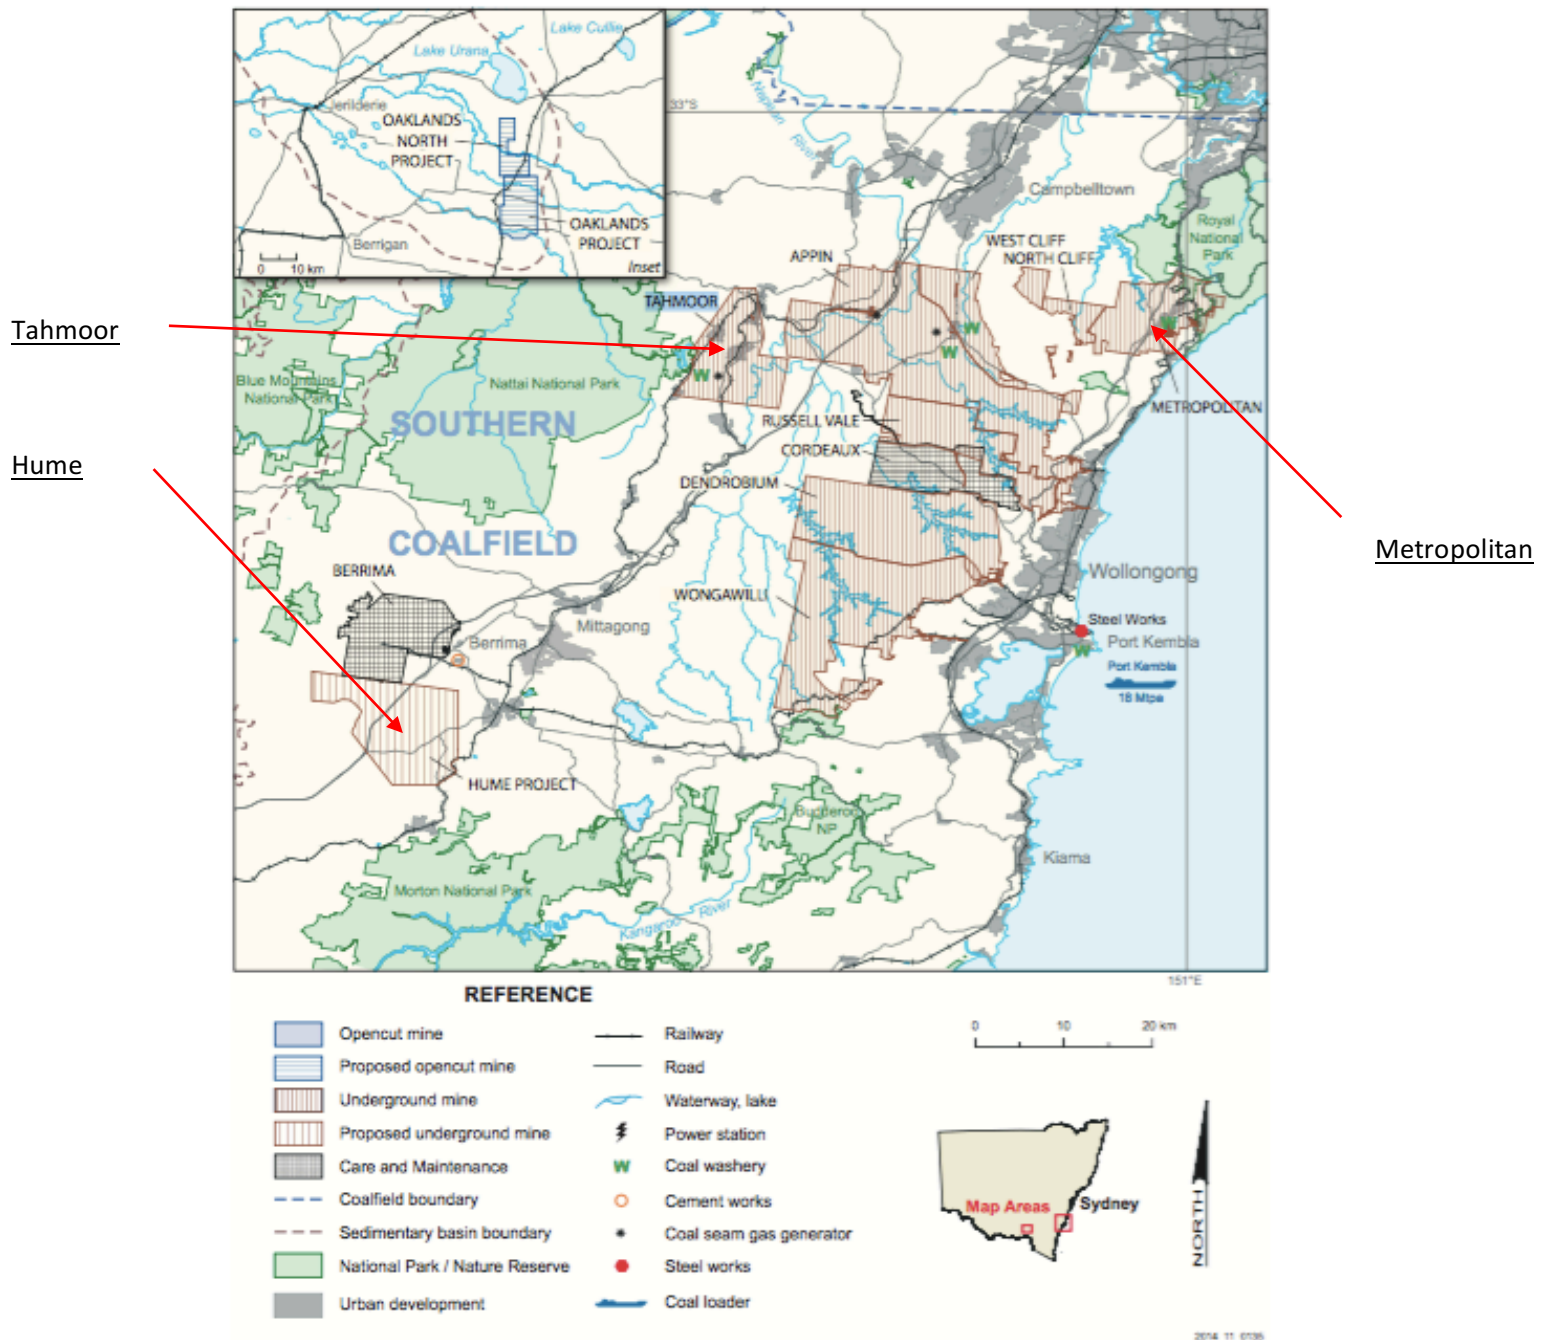 Lake Cullie
Lake Urana
Jerilderie
OAKLANDS
NORTH
PROJECT
OAKLANDS
PROJECT
Berrigan
0 10 km
Inset
33°S
Nepean
River
Campbelltown
Royal
National
Park
WEST CLIFF
NORTH CLIFF
APPIN
TAHMOOR
Tahmoor
W
W
W
W
Blue Mountains
National Park
Nattai National Park
SOUTHERN
METROPOLITAN
RUSSELL VALE
CORDEAUX
Hume
DENDROBIUM
COALFIELD
Metropolitan
BERRIMA
Wollongong
WONGAWILLI
Steel Works
Mittagong
Berrima
Port Kembla
W
Port Kembla
18 Mtpa
HUME PROJECT
Budderoo
NP
Kiama
Morton National Park
Kangaroo River
151°E
REFERENCE
Opencut mine
Proposed opencut mine
Underground mine
Proposed underground mine
Care and Maintenance
Coalfield boundary
Sedimentary basin boundary
National Park / Nature Reserve
Urban development
Railway
Road
Waterway, lake
Power station
W Coal washery
Cement works
Coal seam gas generator
Steel works
Coal loader
0 10 20 km
Map Areas
Sydney
NORTH
2014_11_0135